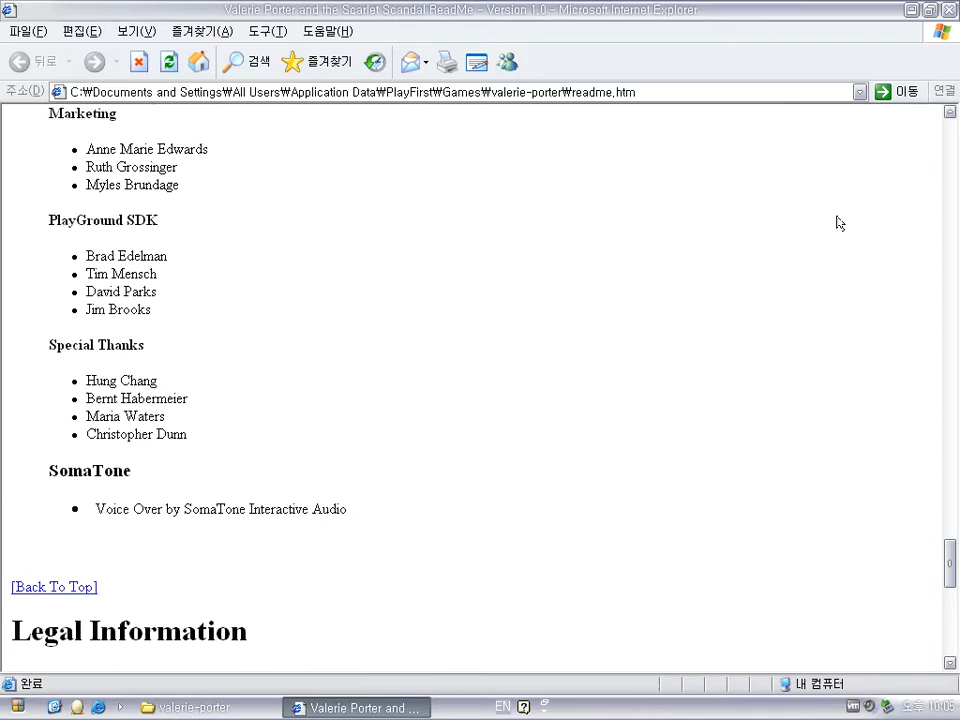 Valerie Porter and the Scarlet Scandal ReadMe - Version 1.0 - Microsoft Internet Explorer
파일(F) 편집(E) 보기(V) 즐겨찾기(A) 도구(T) 도움말(H)
뒤로 검색 즐겨찾기
주소(D) C:₩Documents and Settings₩All Users₩Application Data₩PlayFirst₩Games₩valerie-porter₩readme.htm 이동 연결
Marketing
Anne Marie Edwards
Ruth Grossinger
Myles Brundage
PlayGround SDK
Brad Edelman
Tim Mensch
David Parks
Jim Brooks
Special Thanks
Hung Chang
Bernt Habermeier
Maria Waters
Christopher Dunn
SomaTone
Voice Over by SomaTone Interactive Audio
[Back To Top]
Legal Information
완료 내 컴퓨터
valerie-porter Valerie Porter and ... EN 오후 10:05